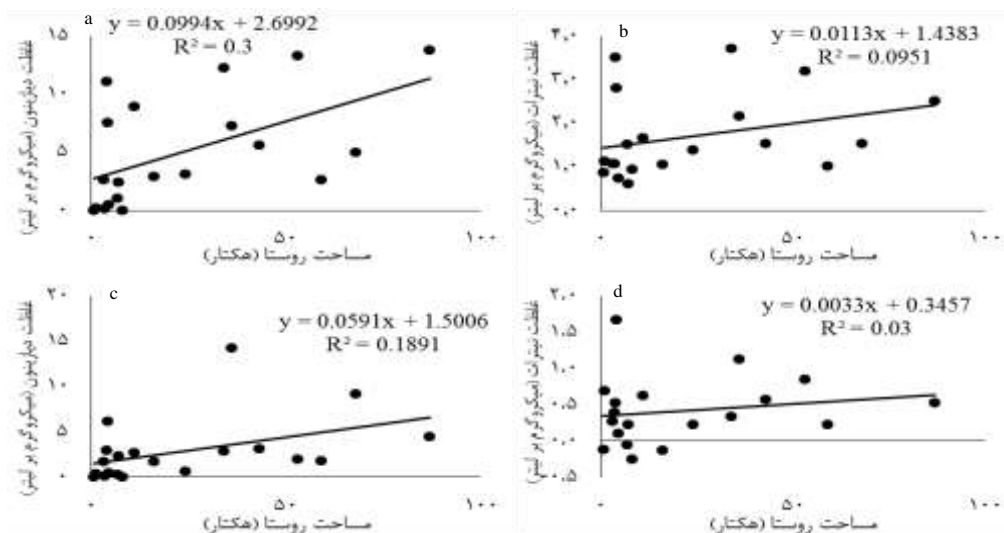 a
y = 0.0994x + 2.6992
R² = 0.3
غلظت دیازینون (میکروگرم بر لیتر)
۱۵
۱۰
۵
۰
۰ ۵۰ ۱۰۰
مساحت روستا (هکتار)
b
y = 0.0113x + 1.4383
R² = 0.0951
غلظت نیترات (میکروگرم بر لیتر)
۴.۰
۳.۰
۲.۰
۱.۰
۰.۰
۰ ۵۰ ۱۰۰
مساحت روستا (هکتار)
c
y = 0.0591x + 1.5006
R² = 0.1891
غلظت دیازینون (میکروگرم بر لیتر)
۲۰
۱۵
۱۰
۵
۰
۰ ۵۰ ۱۰۰
مساحت روستا (هکتار)
d
y = 0.0033x + 0.3457
R² = 0.03
غلظت نیترات (میکروگرم بر لیتر)
۲.۰
۱.۵
۱.۰
۰.۵
۰.۰
۰.۵
۰ ۵۰ ۱۰۰
مساحت روستا (هکتار)